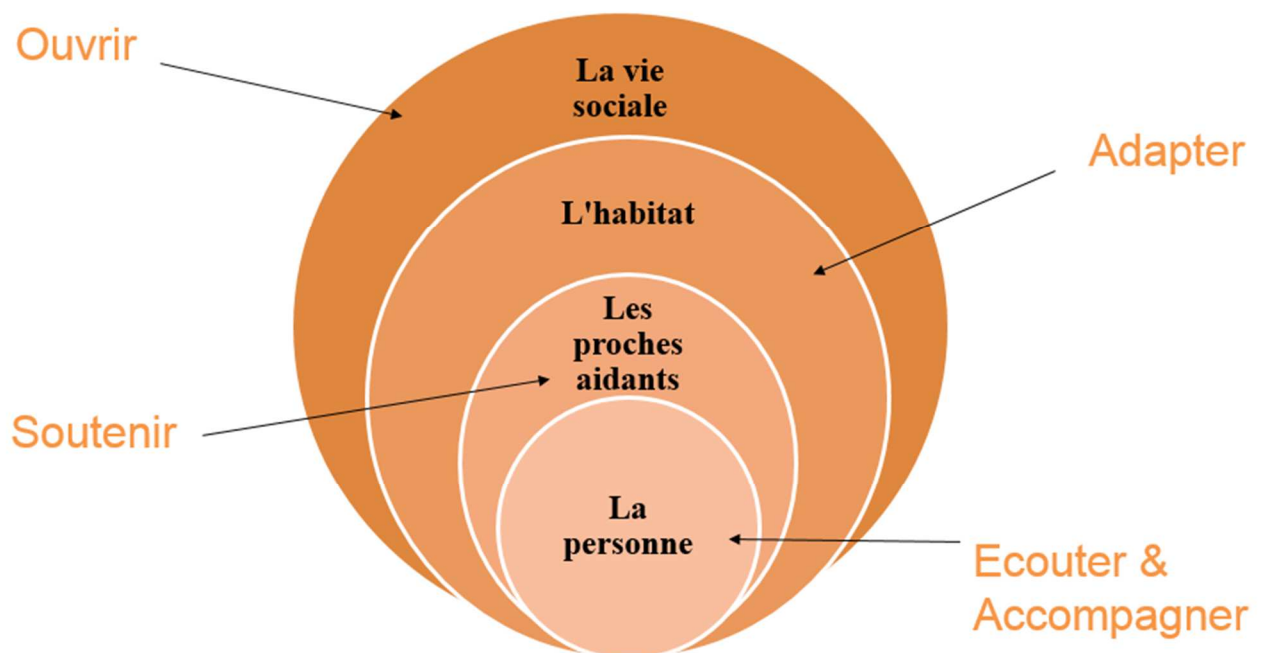 Ouvrir
La vie
sociale
Adapter
L'habitat
Les
proches
aidants
Soutenir
La
personne
Ecouter &
Accompagner